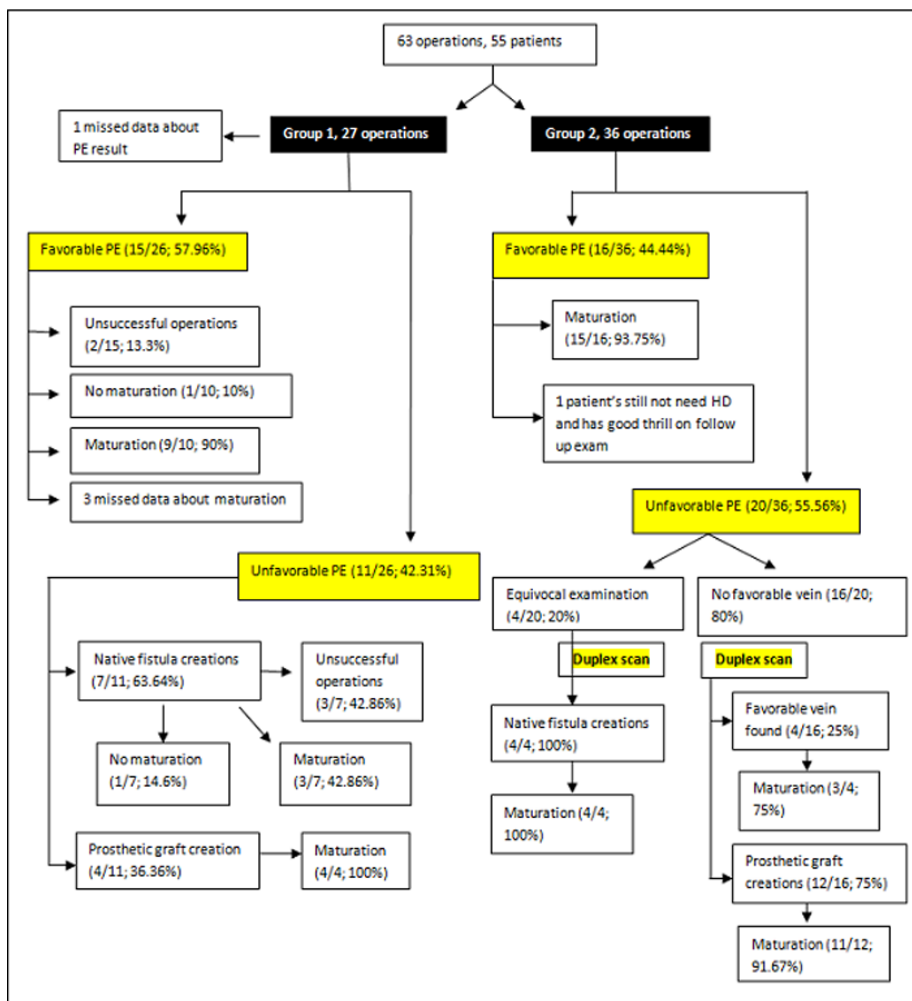 63 operations, 55 patients
1 missed data about
PE result
Group 1, 27 operations
Group 2, 36 operations
Favorable PE (15/26; 57.96%)
Unsuccessful operations
(2/15; 13.3%)
No maturation (1/10; 10%)
Maturation (9/10; 90%)
3 missed data about maturation
Unfavorable PE (11/26; 42.31%)
Native fistula creations
(7/11; 63.64%)
Unsuccessful
operations
(3/7; 42.86%)
No maturation
(1/7; 14.6%)
Maturation
(3/7; 42.86%)
Prosthetic graft creation
(4/11; 36.36%)
Maturation
(4/4; 100%)
Favorable PE (16/36; 44.44%)
Maturation
(15/16; 93.75%)
1 patient's still not need HD
and has good thrill on follow
up exam
Unfavorable PE (20/36; 55.56%)
Equivocal examination
(4/20; 20%)
Duplex scan
Native fistula creations
(4/4; 100%)
Maturation (4/4;
100%)
No favorable vein (16/20;
80%)
Duplex scan
Favorable vein
found (4/16; 25%)
Maturation (3/4;
75%)
Prosthetic graft
creations (12/16; 75%)
Maturation (11/12;
91.67%)